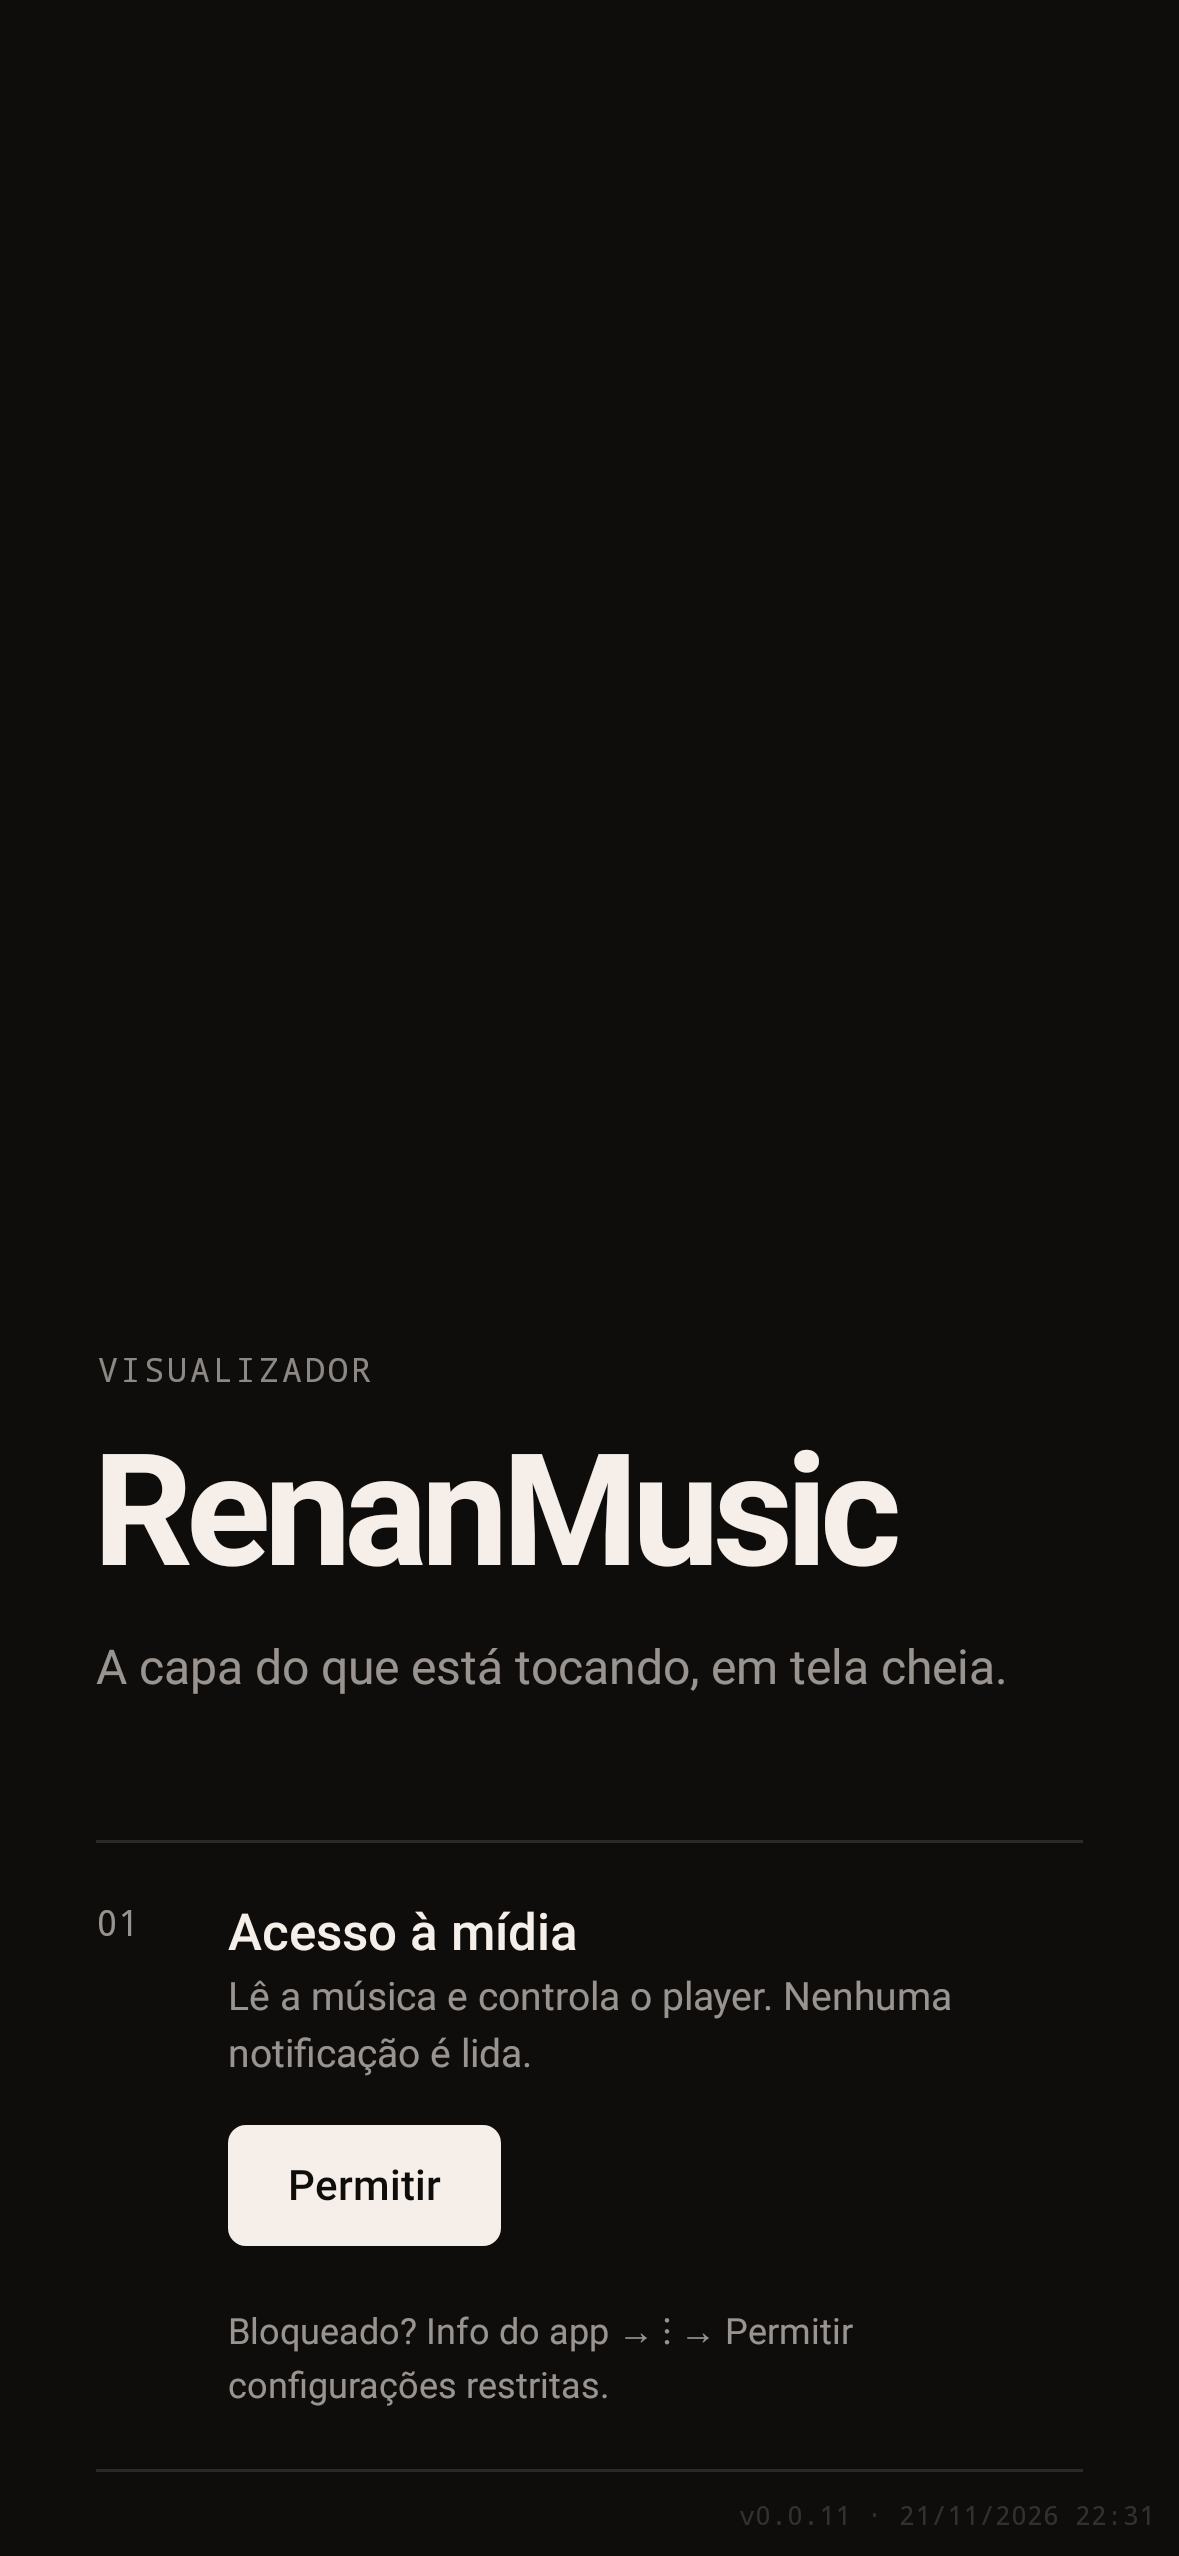 VISUALIZADOR
RenanMusic
A capa do que está tocando, em tela cheia.
01
Acesso à mídia
Lê a música e controla o player. Nenhuma
notificação é lida.
Permitir
Bloqueado? Info do app → ⋮ → Permitir
configurações restritas.
v0.0.11 · 21/11/2026 22:31